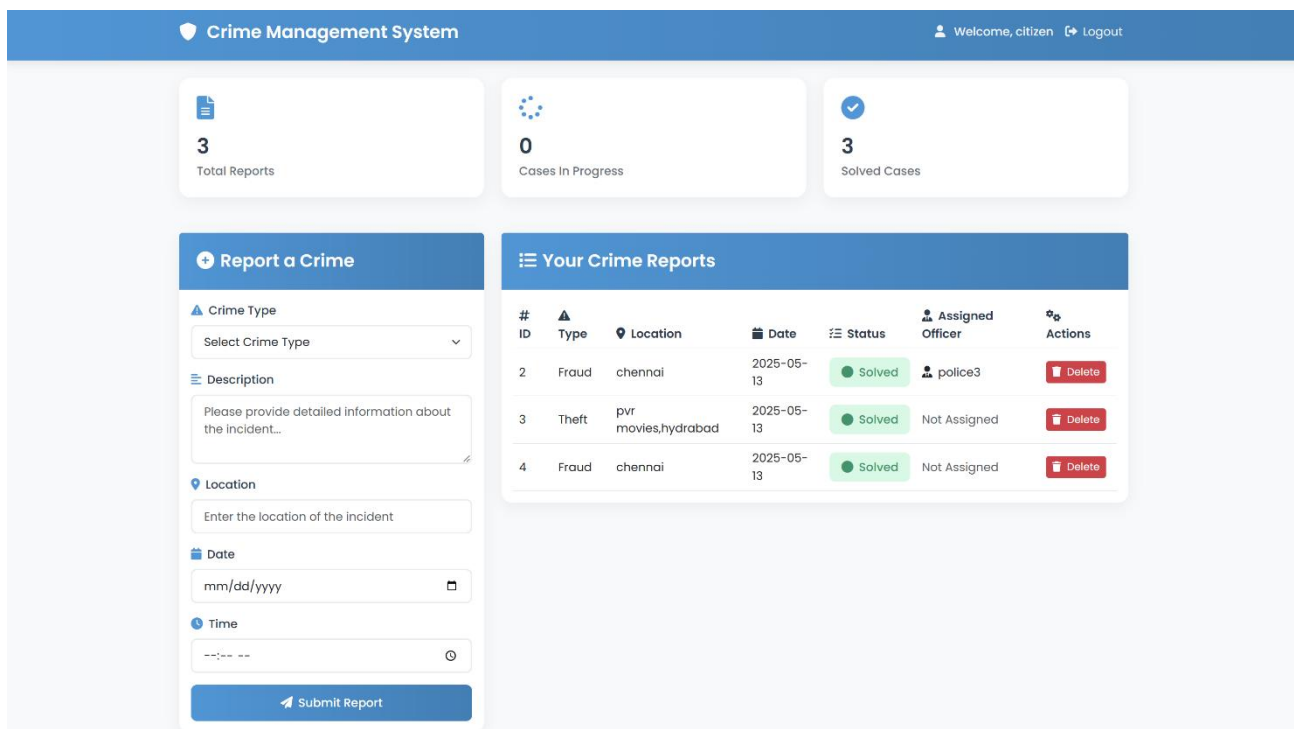 Crime Management System
Welcome, citizen Logout
3
Total Reports
0
Cases In Progress
3
Solved Cases
Report a Crime
Crime Type
Select Crime Type
Description
Please provide detailed information about
the incident...
Location
Enter the location of the incident
Date
mm/dd/yyyy
Time
--:-- --
Submit Report
Your Crime Reports
# ID Type Location Date Status Assigned Officer Actions
2 Fraud chennai 2025-05-13 Solved police3 Delete
3 Theft pvr movies,hydrabad 2025-05-13 Solved Not Assigned Delete
4 Fraud chennai 2025-05-13 Solved Not Assigned Delete